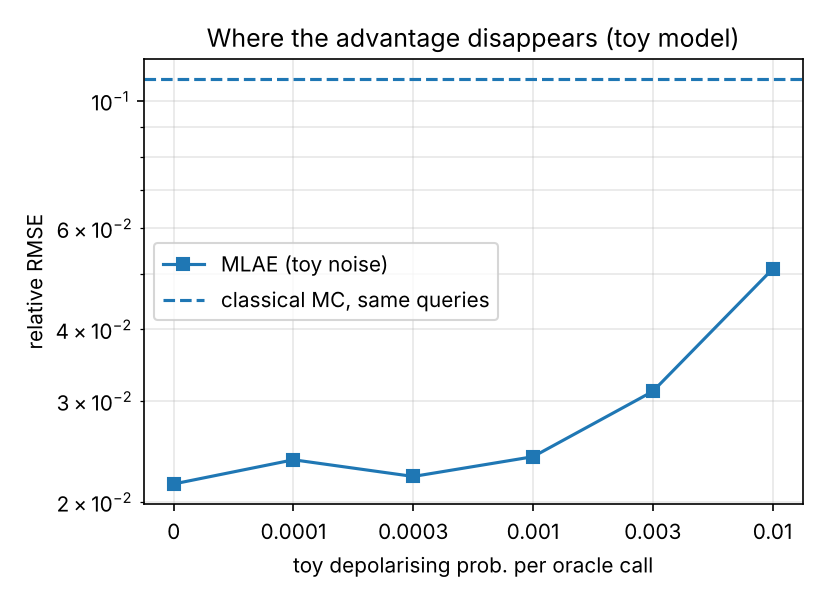 Where the advantage disappears (toy model)
relative RMSE
10⁻¹
6 × 10⁻²
4 × 10⁻²
3 × 10⁻²
2 × 10⁻²
MLAE (toy noise)
classical MC, same queries
0 0.0001 0.0003 0.001 0.003 0.01
toy depolarising prob. per oracle call